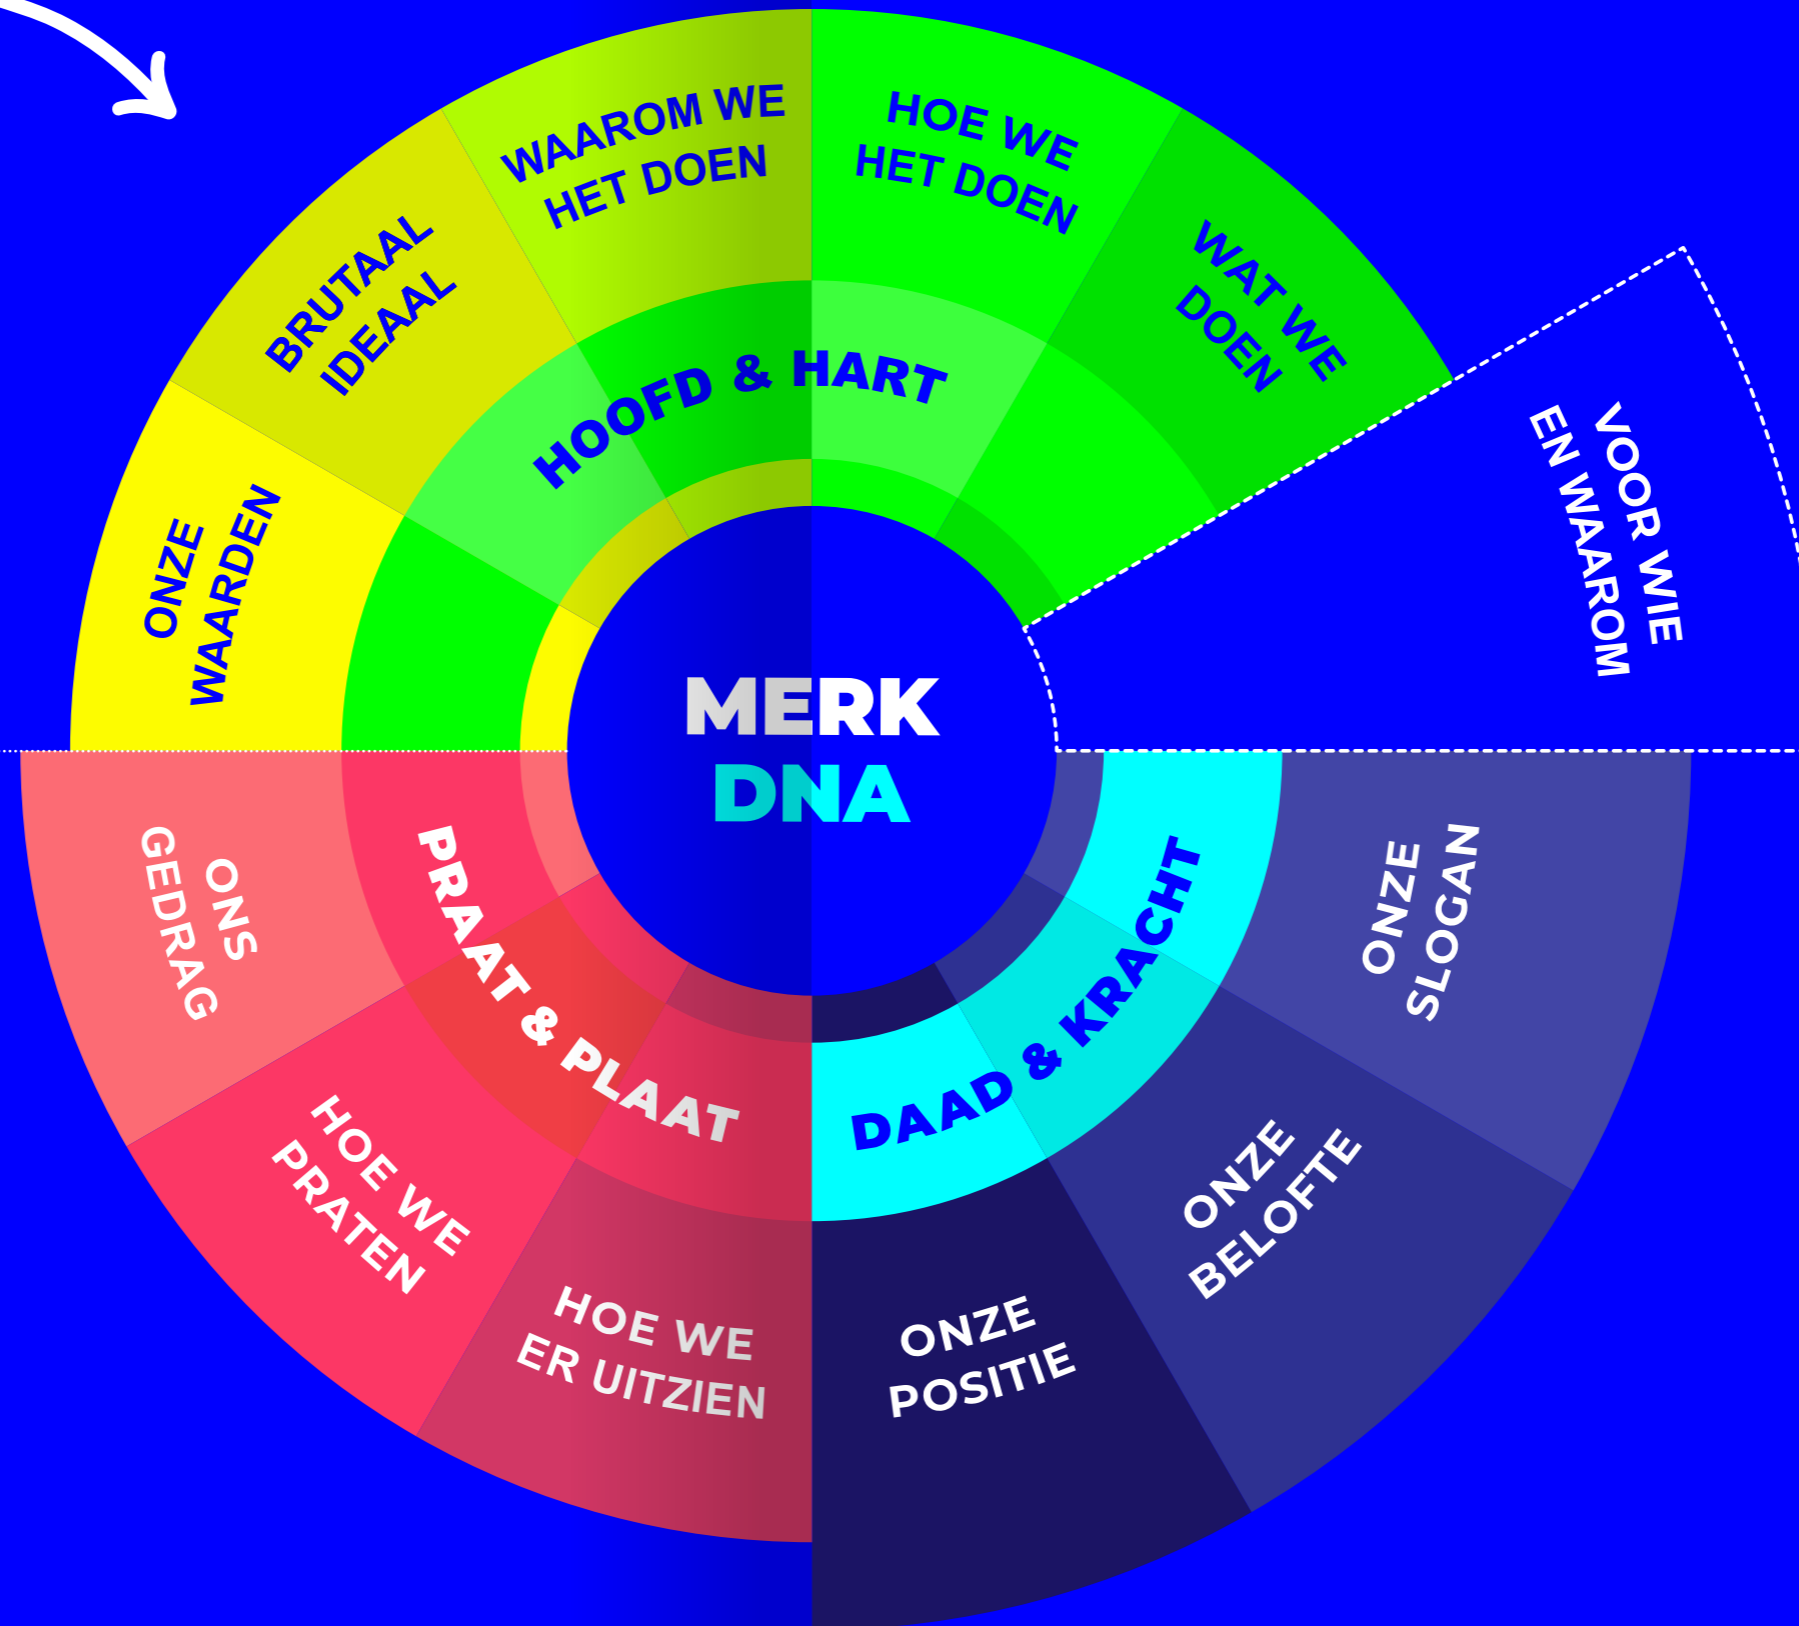 WAAROM WE
HET DOEN
HOE WE
HET DOEN
BRUTAAL
IDEAAL
WAT WE
DOEN
HOOFD & HART
VOOR WIE
EN WAAROM
ONZE
WAARDEN
MERK
DNA
ONS
GEDRAG
PRAAT & PLAAT
DAAD & KRACHT
ONZE
SLOGAN
HOE WE
PRATEN
ONZE
BELOFTE
HOE WE
ER UITZIEN
ONZE
POSITIE